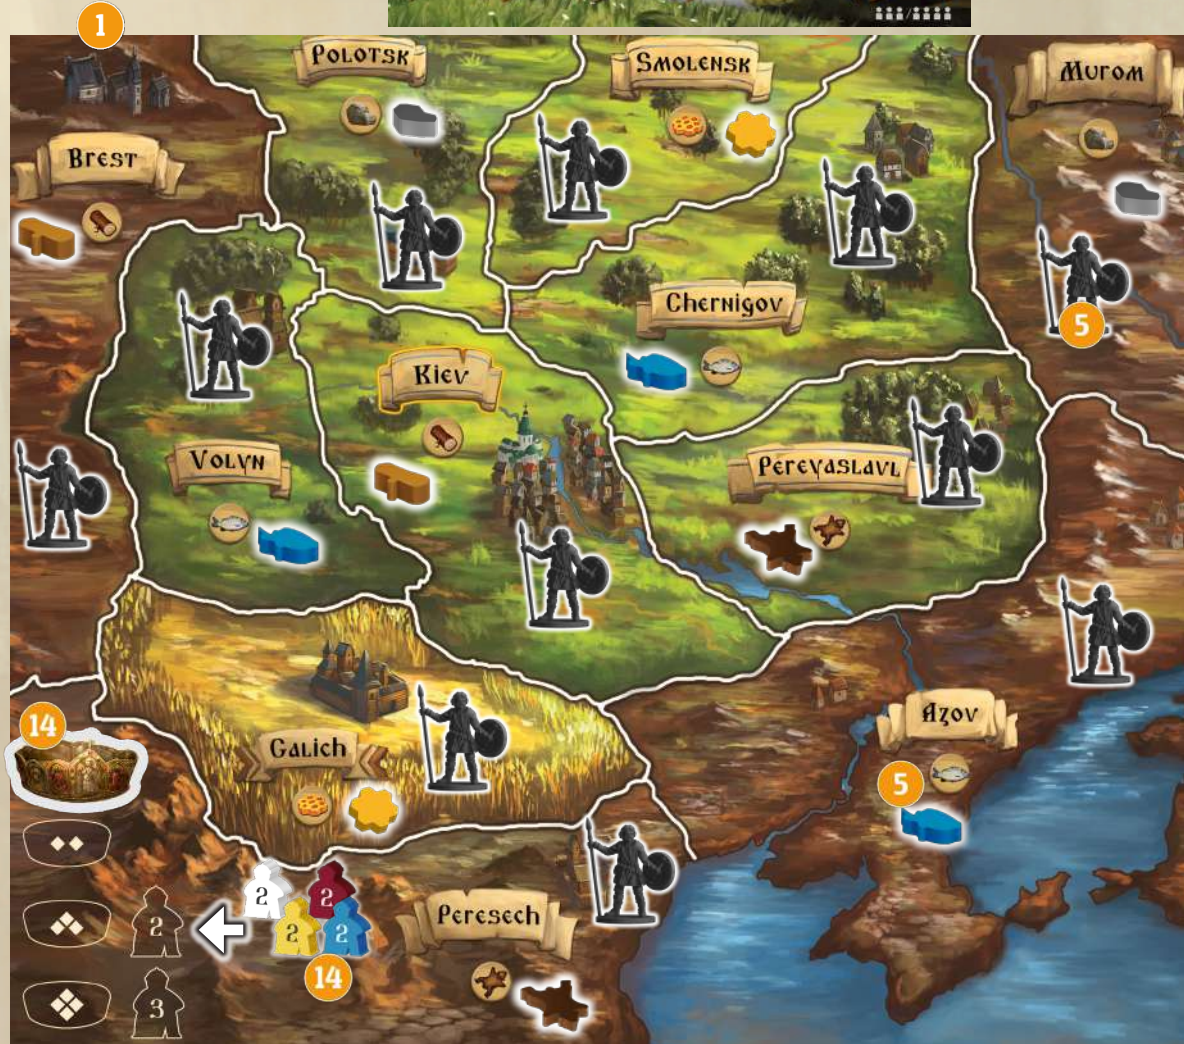 1
Polotsk
Smolensk
Murom
Brest
Chernigov
5
Kiev
Volyn
Pereyaslavl
14
Galich
Azov
5
2
2
2
2
2
Peresech
14
3